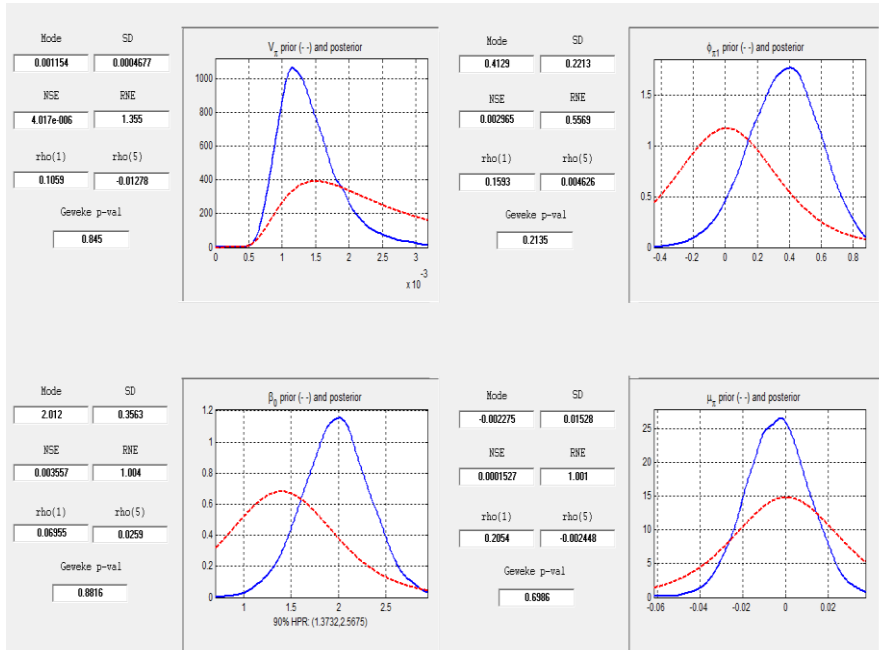 Mode SD
0.001154 0.0004677
NSE RNE
4.017e-006 1.355
rho(1) rho(5)
0.1059 -0.01278
Geweke p-val
0.845
V_π prior (- -) and posterior
1000
800
600
400
200
0
0 0.5 1 1.5 2 2.5 3
x 10^-3
Mode SD
0.4129 0.2213
NSE RNE
0.002965 0.5569
rho(1) rho(5)
0.1593 0.004626
Geweke p-val
0.2135
ϕ_π1 prior (- -) and posterior
1.5
1
0.5
0
-0.4 -0.2 0 0.2 0.4 0.6 0.8
Mode SD
2.012 0.3563
NSE RNE
0.003557 1.004
rho(1) rho(5)
0.06955 0.0259
Geweke p-val
0.8816
β_0 prior (- -) and posterior
1.2
1
0.8
0.6
0.4
0.2
0
1 1.5 2 2.5
90% HPR: (1.3732,2.5675)
Mode SD
-0.002275 0.01528
NSE RNE
0.0001527 1.001
rho(1) rho(5)
0.2054 -0.002448
Geweke p-val
0.6986
μ_π prior (- -) and posterior
25
20
15
10
5
0
-0.06 -0.04 -0.02 0 0.02